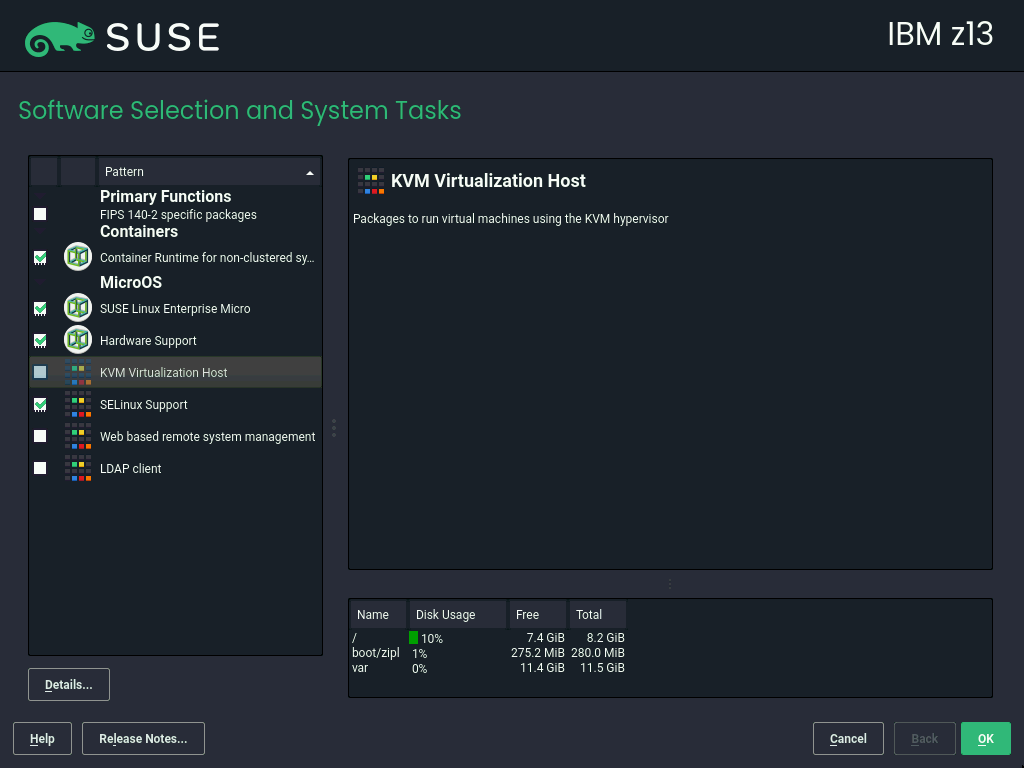 SUSE
IBM z13
Software Selection and System Tasks
Pattern
Primary Functions
FIPS 140-2 specific packages
Containers
Container Runtime for non-clustered sy...
MicroOS
SUSE Linux Enterprise Micro
Hardware Support
KVM Virtualization Host
SELinux Support
Web based remote system management
LDAP client
KVM Virtualization Host
Packages to run virtual machines using the KVM hypervisor
Name Disk Usage Free Total
/ 10% 7.4 GiB 8.2 GiB
boot/zipl 1% 275.2 MiB 280.0 MiB
var 0% 11.4 GiB 11.5 GiB
Details...
Help Release Notes... Cancel Back OK